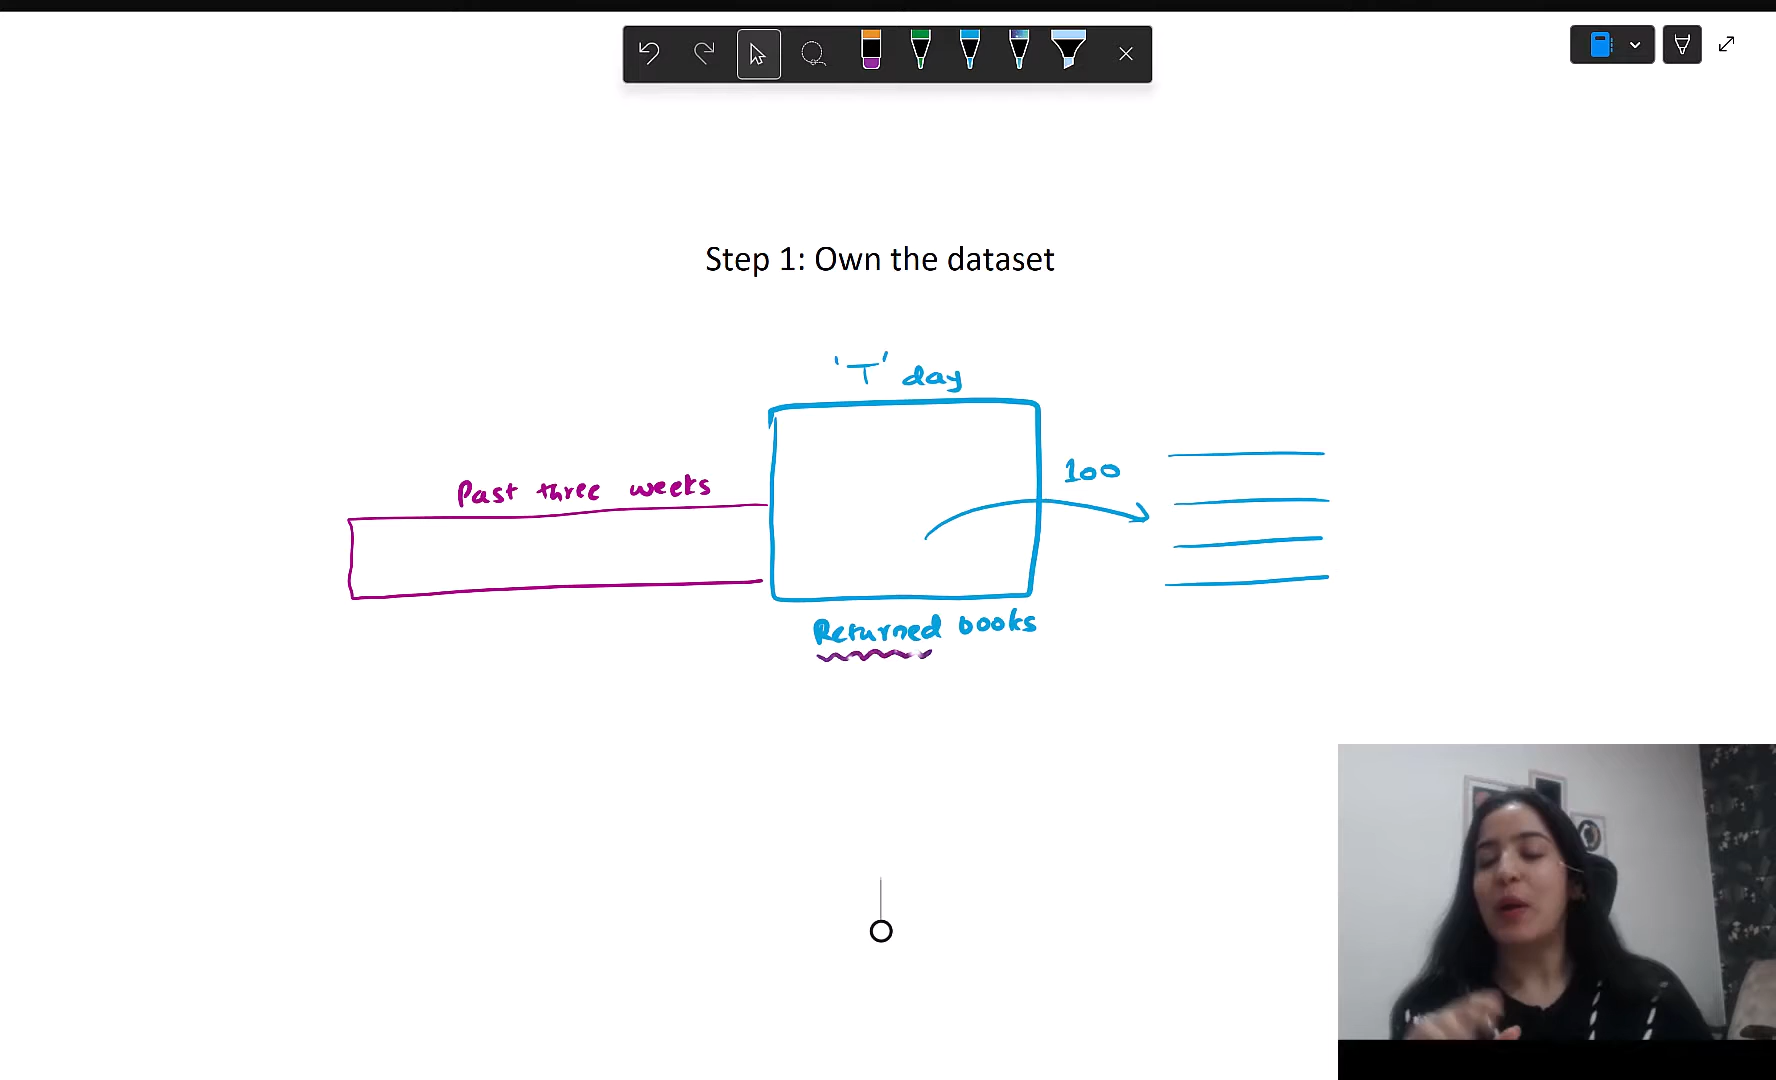 Step 1: Own the dataset
'T' day
100
Past three weeks
Returned books